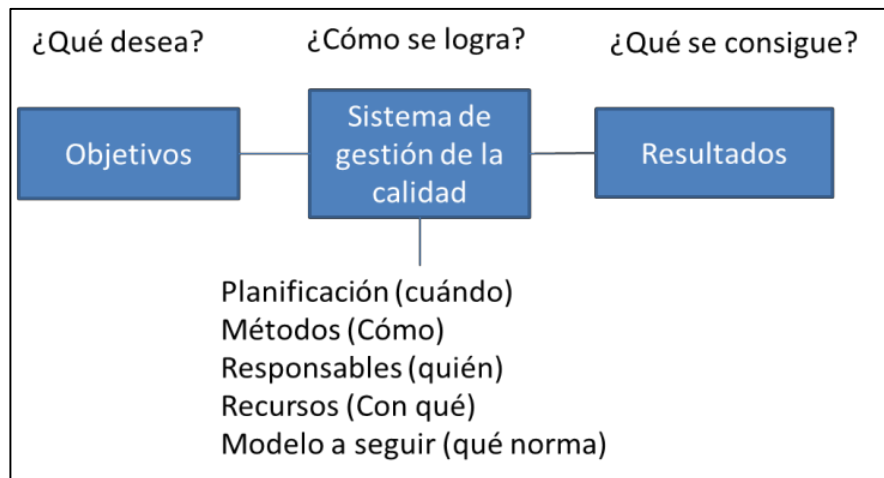 ¿Qué desea?
¿Cómo se logra?
¿Qué se consigue?
Objetivos
Sistema de
gestión de la
calidad
Resultados
Planificación (cuándo)
Métodos (Cómo)
Responsables (quién)
Recursos (Con qué)
Modelo a seguir (qué norma)